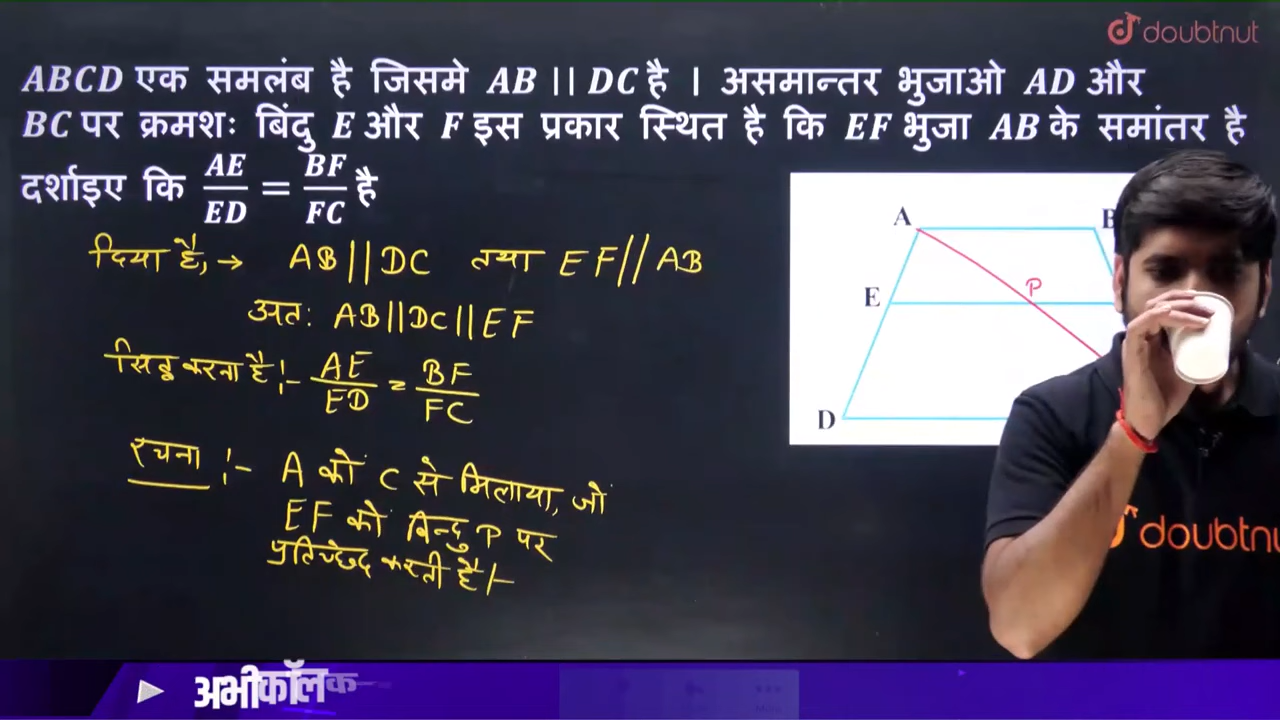 doubtnut
ABCD एक समलंब है जिसमे AB || DC है । असमान्तर भुजाओ AD और
BC पर क्रमशः बिंदु E और F इस प्रकार स्थित है कि EF भुजा AB के समांतर है
दर्शाइए कि AE/ED = BF/FC है
दिया है, → AB||DC तथा EF//AB
अत: AB||DC||EF
सिद्ध करना है!- AE/ED = BF/FC
रचना !- A को C से मिलाया, जो
EF को बिन्दु P पर
प्रतिच्छेद करती है।-
A
B
P
E
D
doubtnu
अभी कॉल क